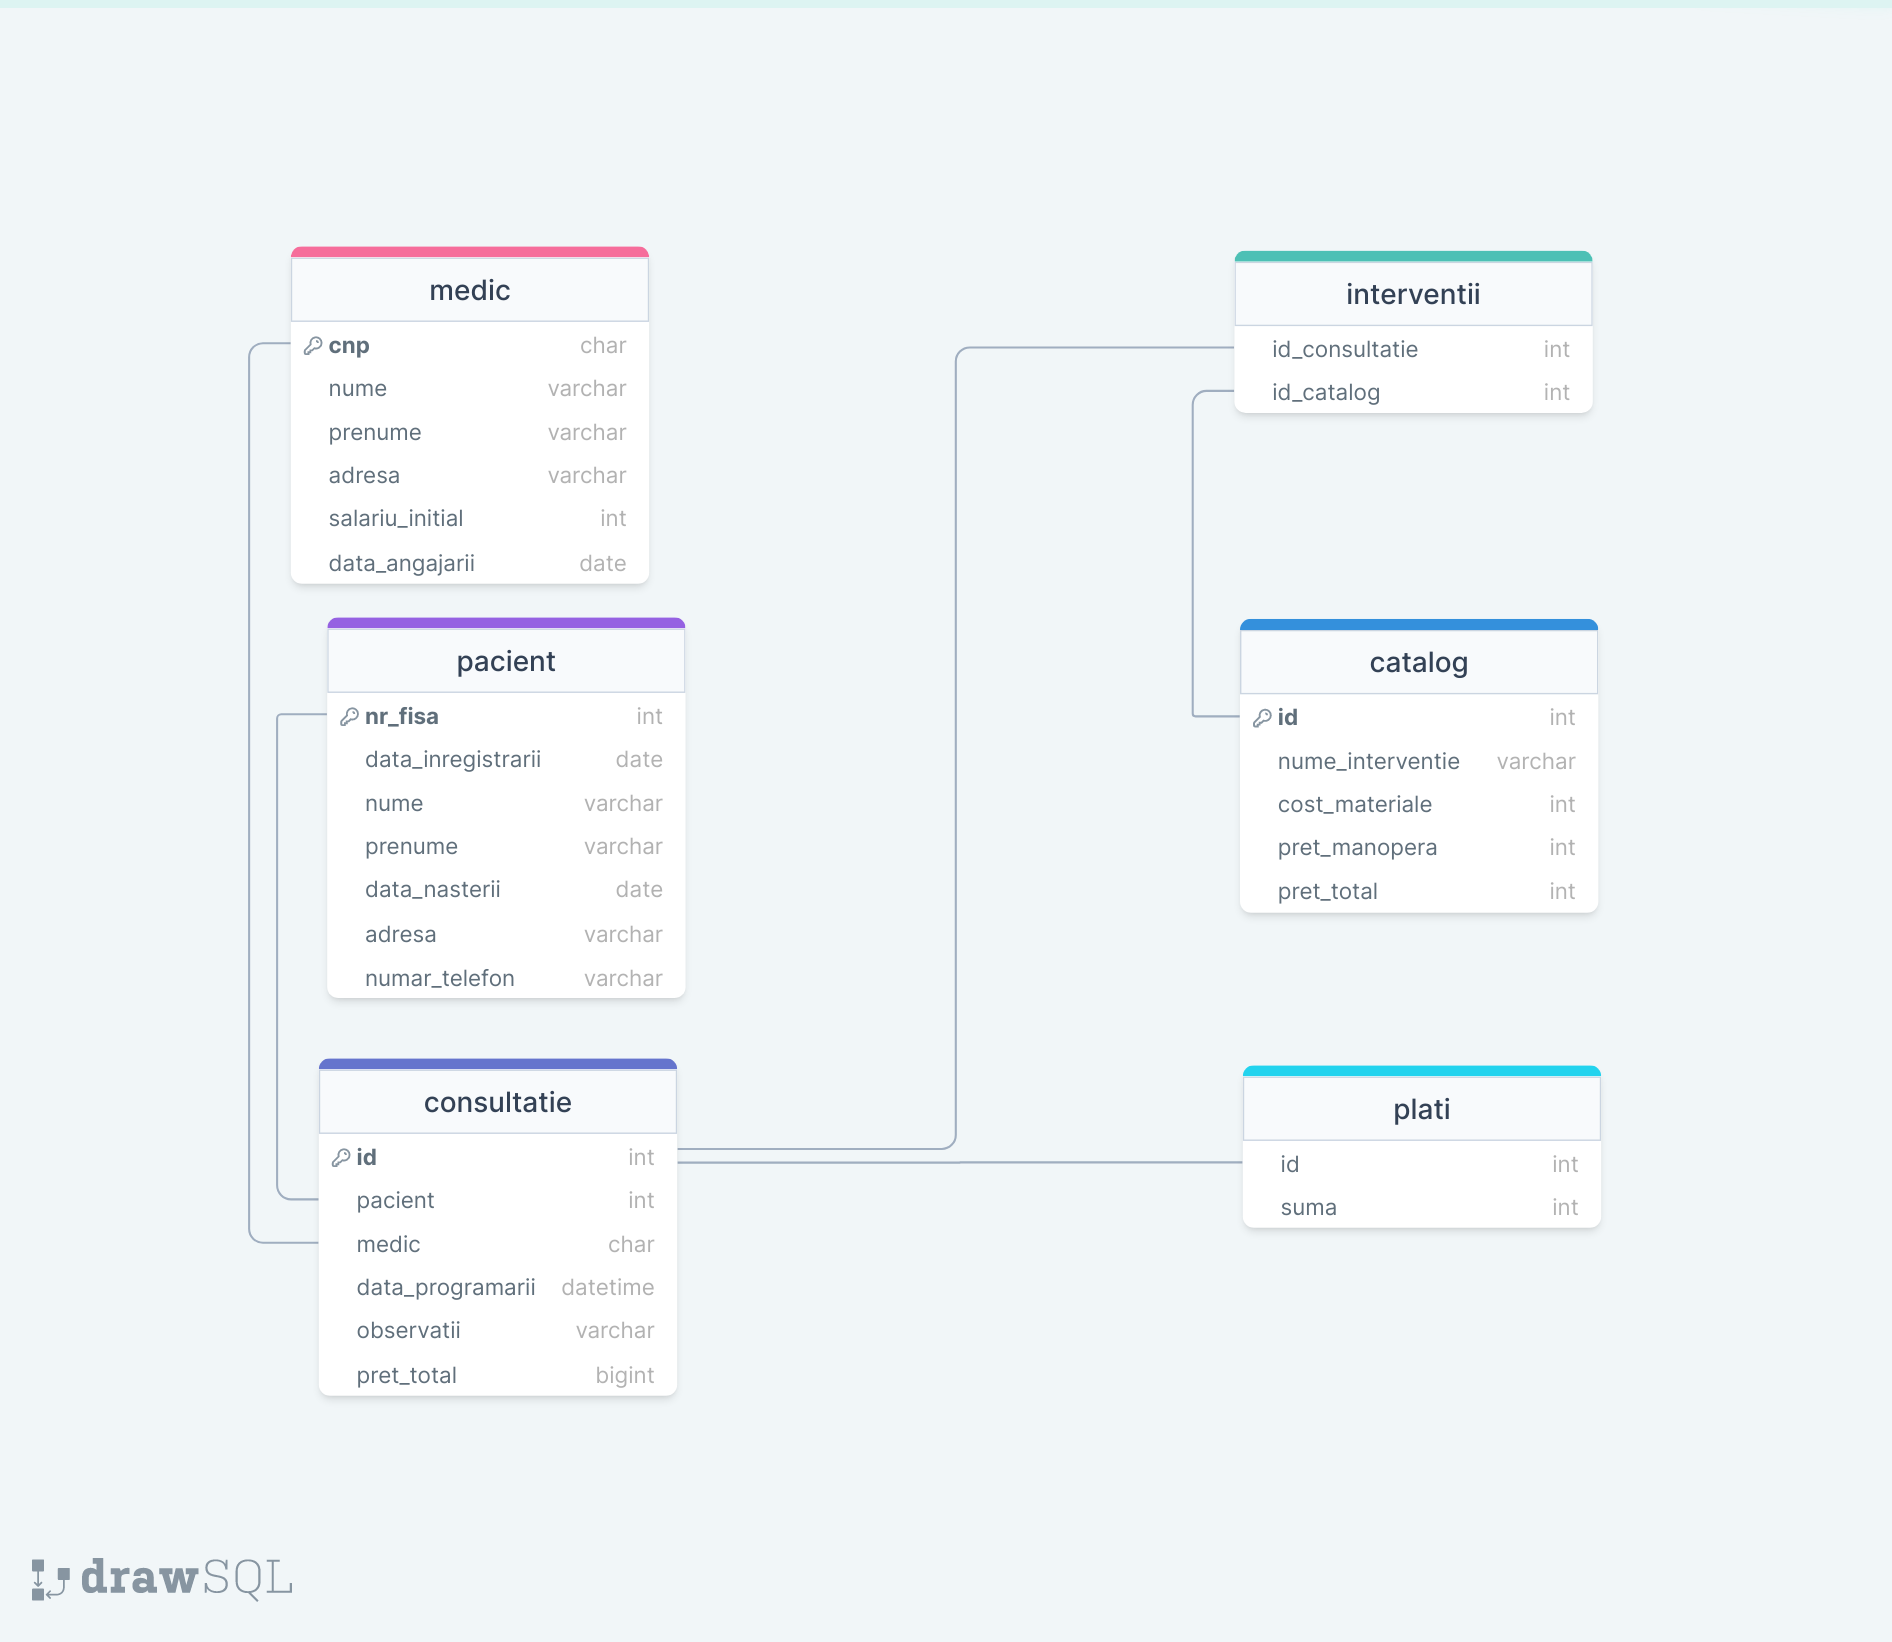 medic
cnp char
nume varchar
prenume varchar
adresa varchar
salariu_initial int
data_angajarii date
pacient
nr_fisa int
data_inregistrarii date
nume varchar
prenume varchar
data_nasterii date
adresa varchar
numar_telefon varchar
consultatie
id int
pacient int
medic char
data_programarii datetime
observatii varchar
pret_total bigint
interventii
id_consultatie int
id_catalog int
catalog
id int
nume_interventie varchar
cost_materiale int
pret_manopera int
pret_total int
plati
id int
suma int
drawSQL